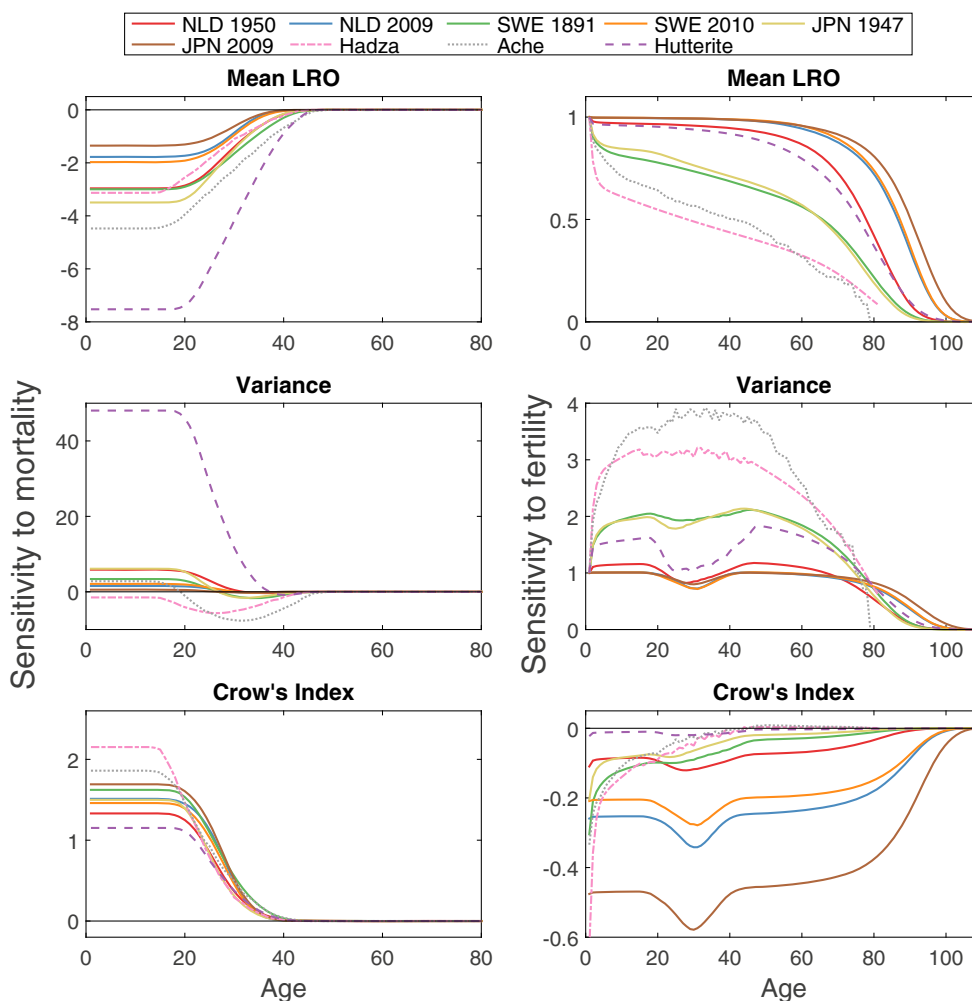 NLD 1950 NLD 2009 SWE 1891 SWE 2010 JPN 1947
JPN 2009 Hadza Ache Hutterite
Mean LRO
0
-2
-4
-6
-8
0 20 40 60 80
Mean LRO
1
0.5
0
0 20 40 60 80 100
Sensitivity to mortality
Variance
40
20
0
0 20 40 60 80
Sensitivity to fertility
Variance
4
3
2
1
0
0 20 40 60 80 100
Crow's Index
2
1
0
0 20 40 60 80
Age
Crow's Index
0
-0.2
-0.4
-0.6
0 20 40 60 80 100
Age